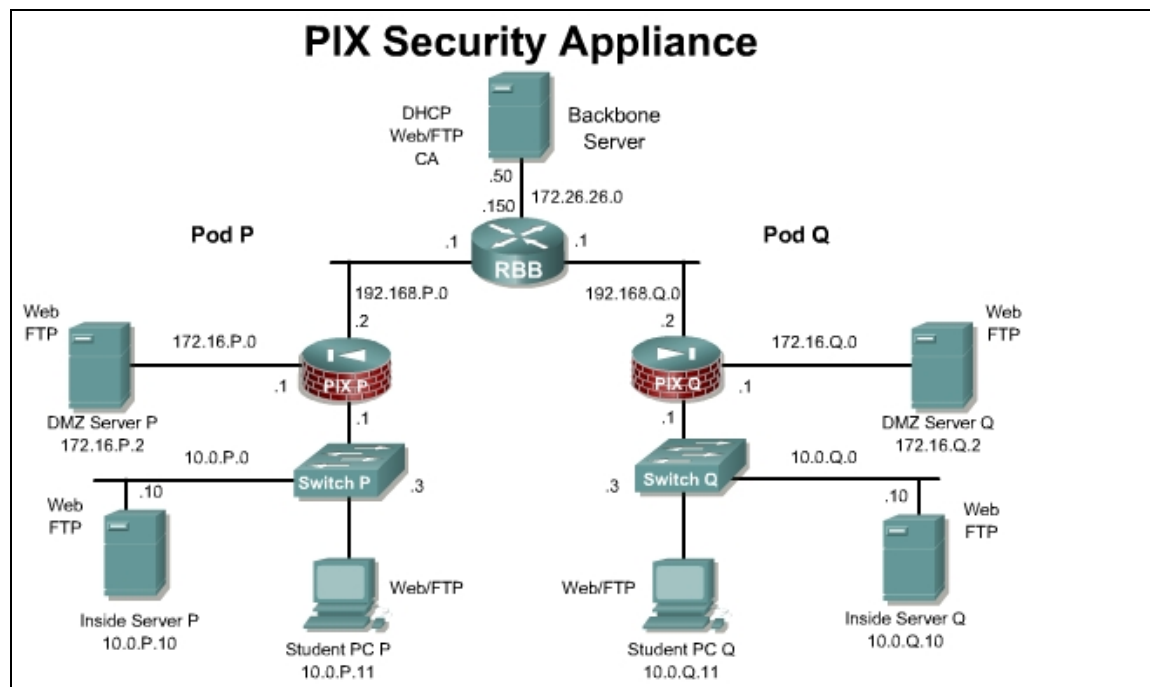 PIX Security Appliance
DHCP
Web/FTP
CA
Backbone
Server
.50
172.26.26.0
.150
Pod P
Pod Q
.1
.1
RBB
192.168.P.0
192.168.Q.0
Web
FTP
172.16.P.0
.2
.2
172.16.Q.0
Web
FTP
.1
PIX P
PIX Q
.1
DMZ Server P
172.16.P.2
.1
.1
DMZ Server Q
172.16.Q.2
10.0.P.0
Switch P
.3
.3
Switch Q
10.0.Q.0
Web
FTP
.10
.10
Web
FTP
Web/FTP
Web/FTP
Inside Server P
10.0.P.10
Student PC P
10.0.P.11
Student PC Q
10.0.Q.11
Inside Server Q
10.0.Q.10